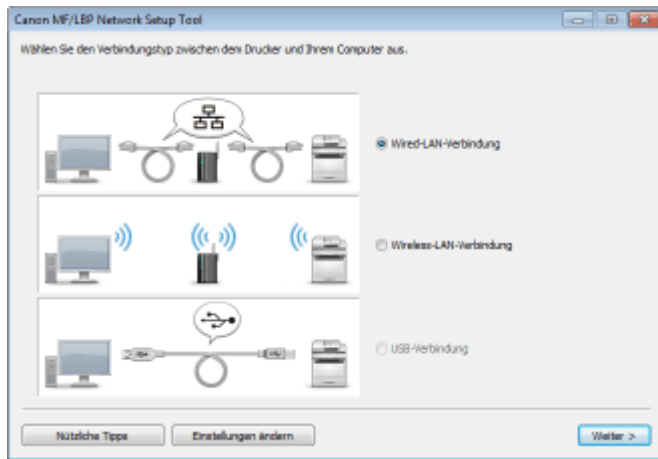 Canon MF/LBP Network Setup Tool
Wählen Sie den Verbindungstyp zwischen dem Drucker und Ihrem Computer aus.
Wired-LAN-Verbindung
Wireless-LAN-Verbindung
USB-Verbindung
Nützliche Tipps
Einstellungen ändern
Weiter >